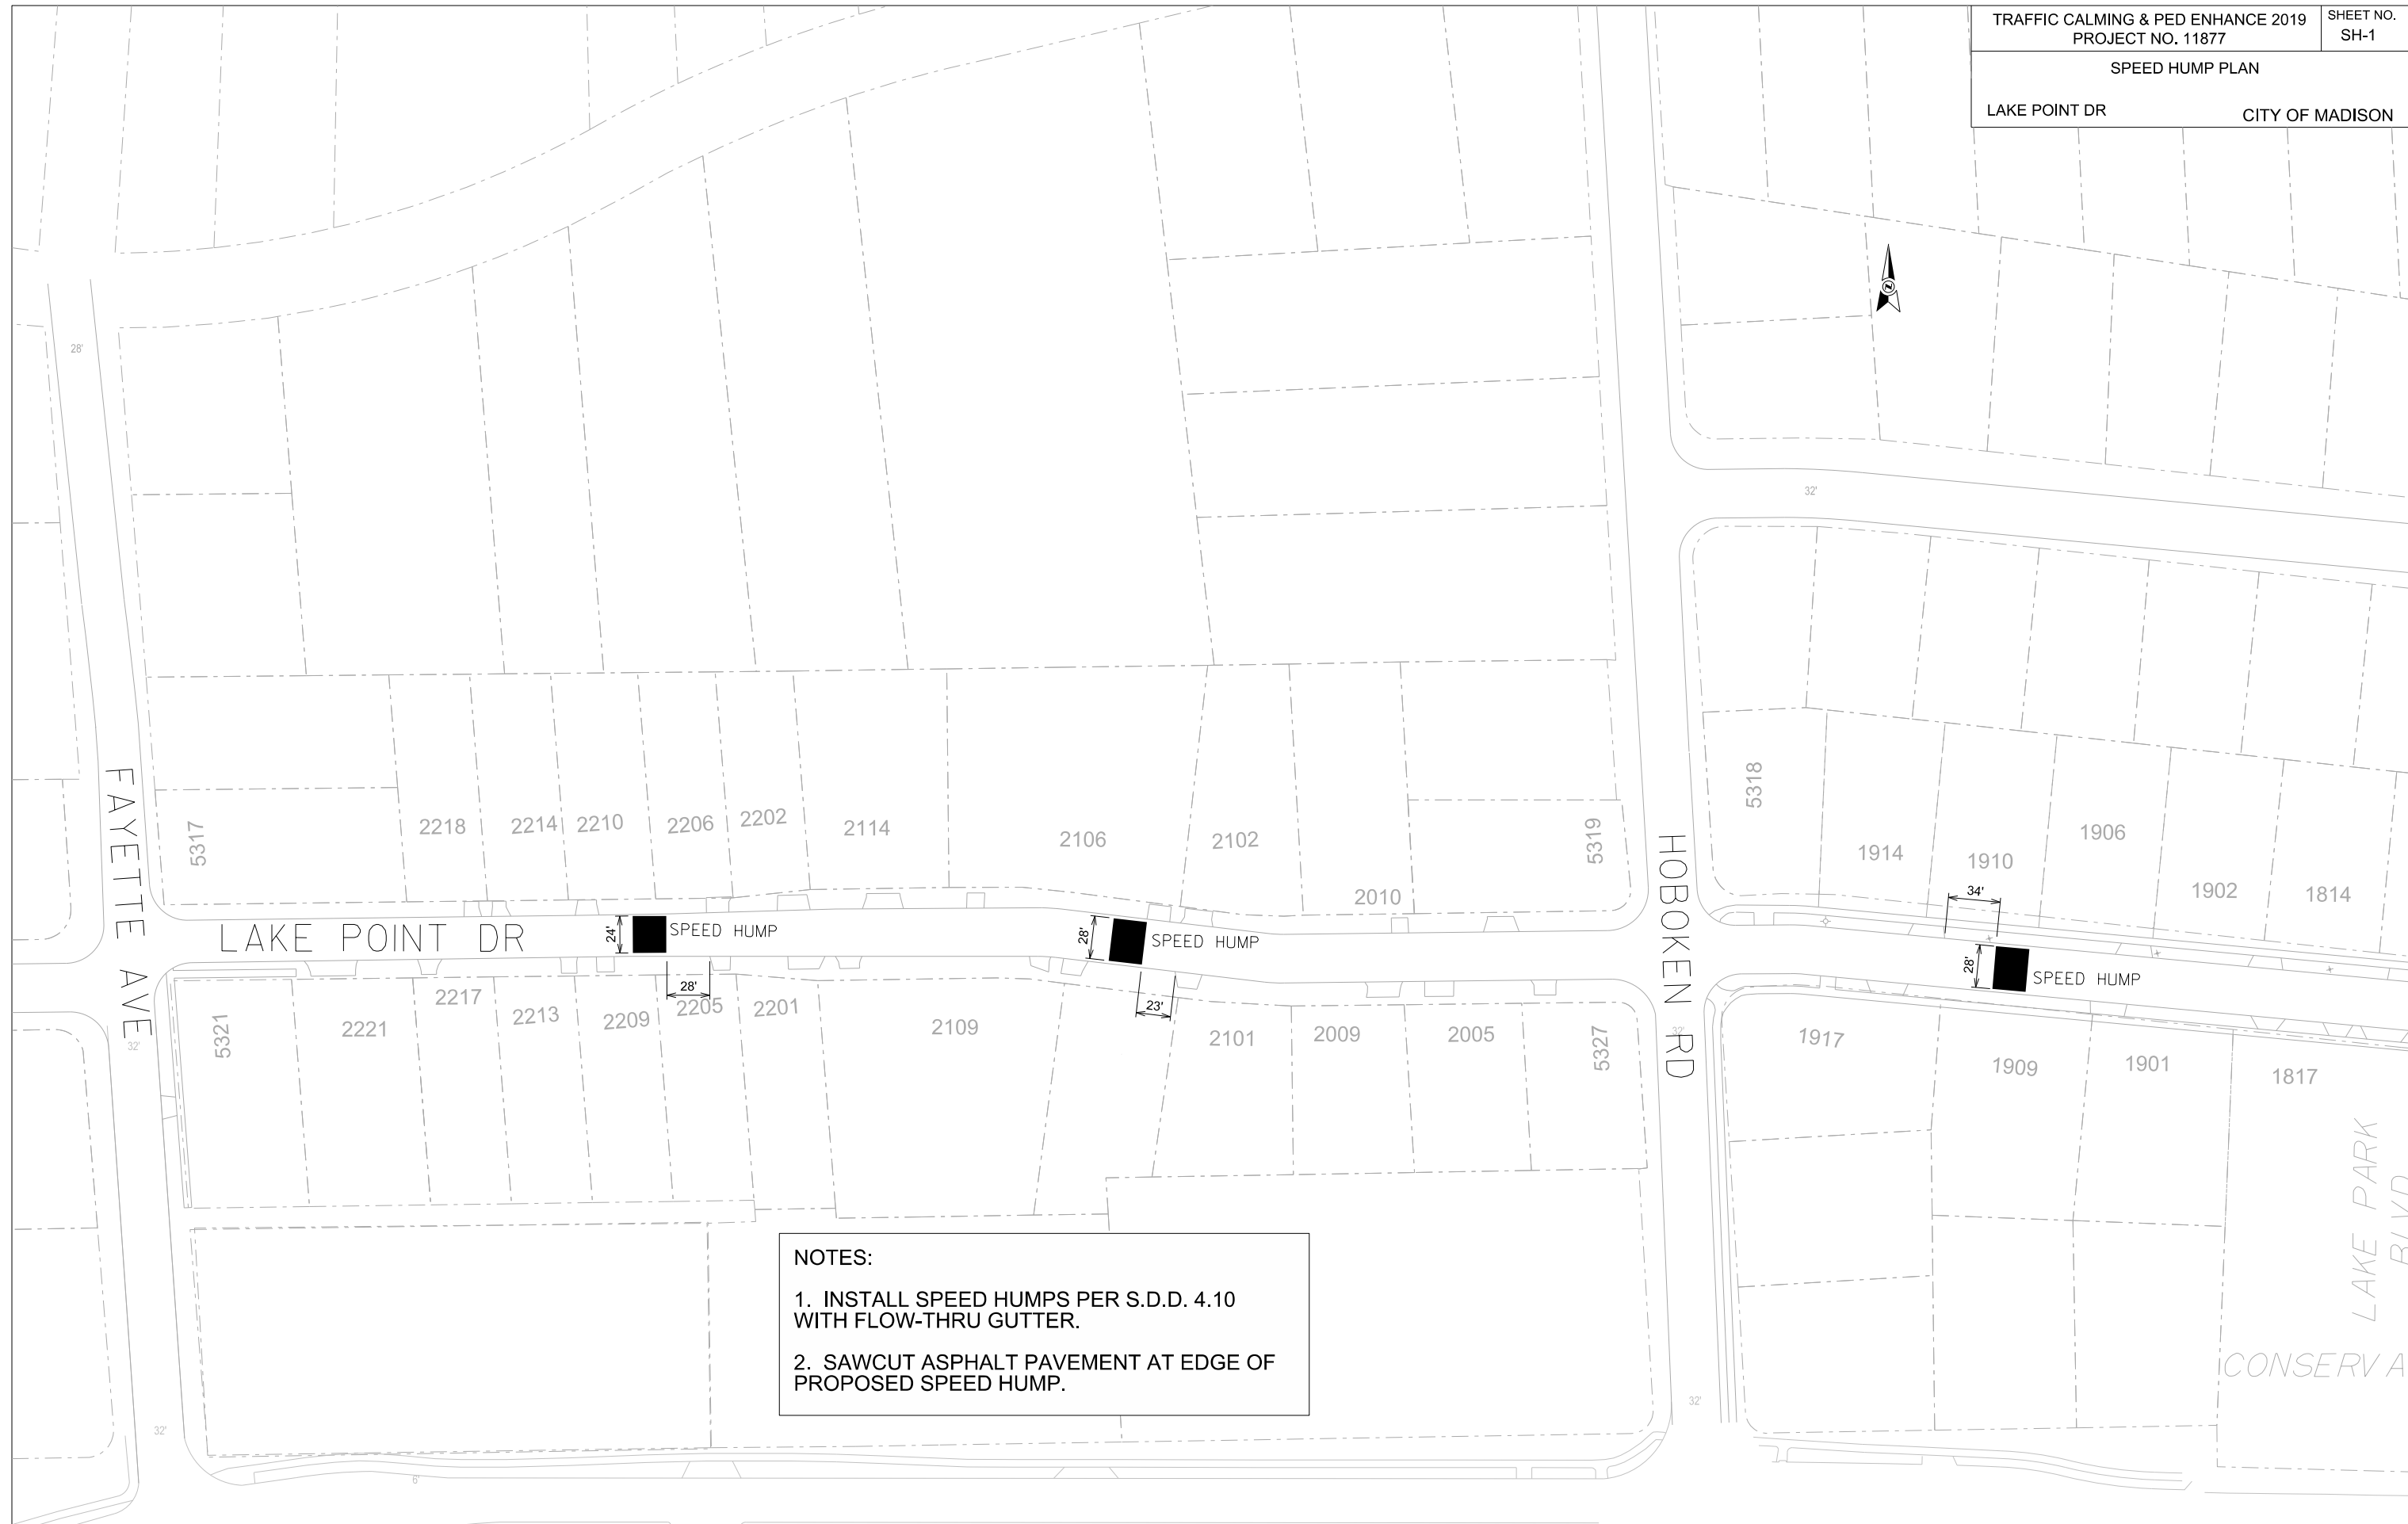 TRAFFIC CALMING & PED ENHANCE 2019
PROJECT NO. 11877
SHEET NO.
SH-1
SPEED HUMP PLAN
LAKE POINT DR
CITY OF MADISON
28'
32'
5317
2218
2214
2210
2206
2202
2114
2106
2102
2010
5319
5318
1914
1910
1906
1902
1814
34'
FAYETTE AVE
HOBOKEN RD
LAKE POINT DR
24'
SPEED HUMP
28'
SPEED HUMP
28'
SPEED HUMP
28'
23'
5321
2221
2217
2213
2209
2205
2201
2109
2101
2009
2005
5327
1917
1909
1901
1817
32'
32'
LAKE PARK
BLVD
CONSERVA
NOTES:
1. INSTALL SPEED HUMPS PER S.D.D. 4.10
WITH FLOW-THRU GUTTER.
2. SAWCUT ASPHALT PAVEMENT AT EDGE OF
PROPOSED SPEED HUMP.
32'
32'
6'